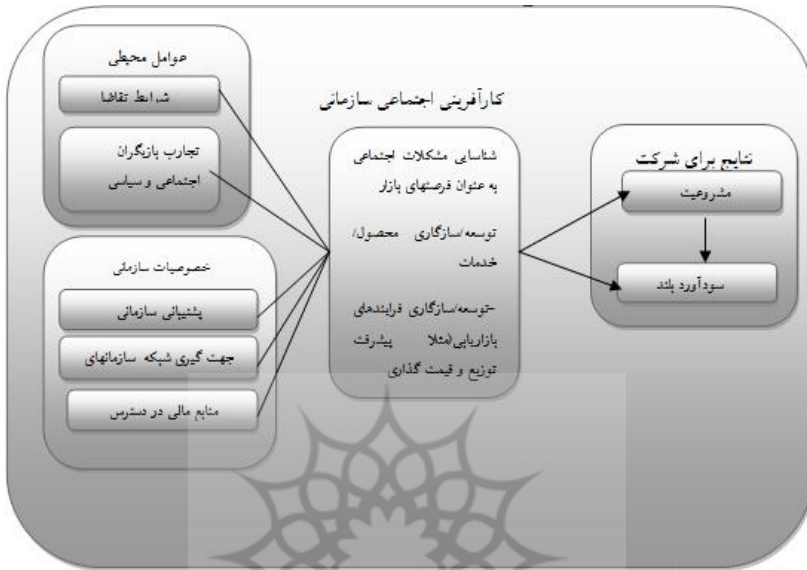 عوامل محیطی
شرایط تقاضا
تجارب بازیگران
اجتماعی و سیاسی
خصوصیات سازمانی
پشتیبانی سازمانی
جهت گیری شبکه سازمانهای
منابع مالی در دسترس
کارآفرینی اجتماعی سازمانی
شناسایی مشکلات اجتماعی
به عنوان فرصتهای بازار
توسعه/سازگاری محصول/
خدمات
-توسعه/سازگاری فرایندهای
بازاریابی(مثلا پیشرفت
توزیع و قیمت گذاری
نتایج برای شرکت
مشروعیت
سودآورد بلند